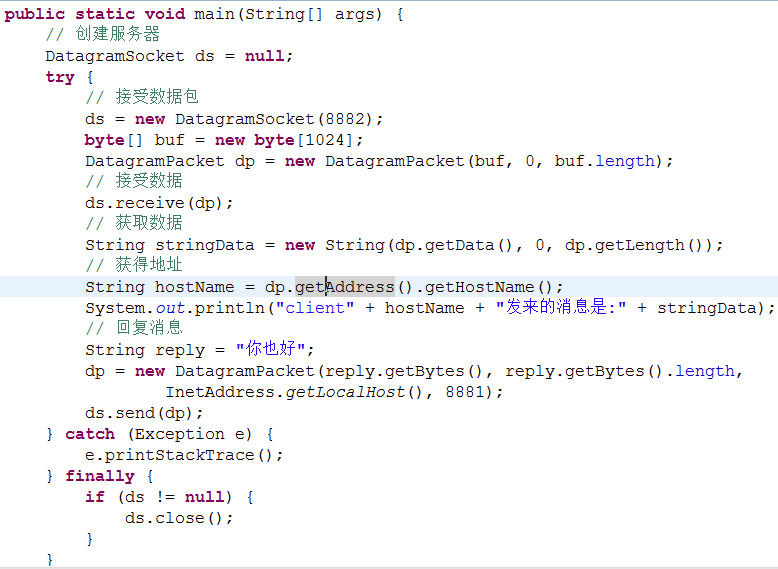 public static void main(String[] args) {
// 创建服务器
DatagramSocket ds = null;
try {
// 接受数据包
ds = new DatagramSocket(8882);
byte[] buf = new byte[1024];
DatagramPacket dp = new DatagramPacket(buf, 0, buf.length);
// 接受数据
ds.receive(dp);
// 获取数据
String stringData = new String(dp.getData(), 0, dp.getLength());
// 获得地址
String hostName = dp.getAddress().getHostName();
System.out.println("client" + hostName + "发来的消息是:" + stringData);
// 回复消息
String reply = "你也好";
dp = new DatagramPacket(reply.getBytes(), reply.getBytes().length,
InetAddress.getLocalHost(), 8881);
ds.send(dp);
} catch (Exception e) {
e.printStackTrace();
} finally {
if (ds != null) {
ds.close();
}
}